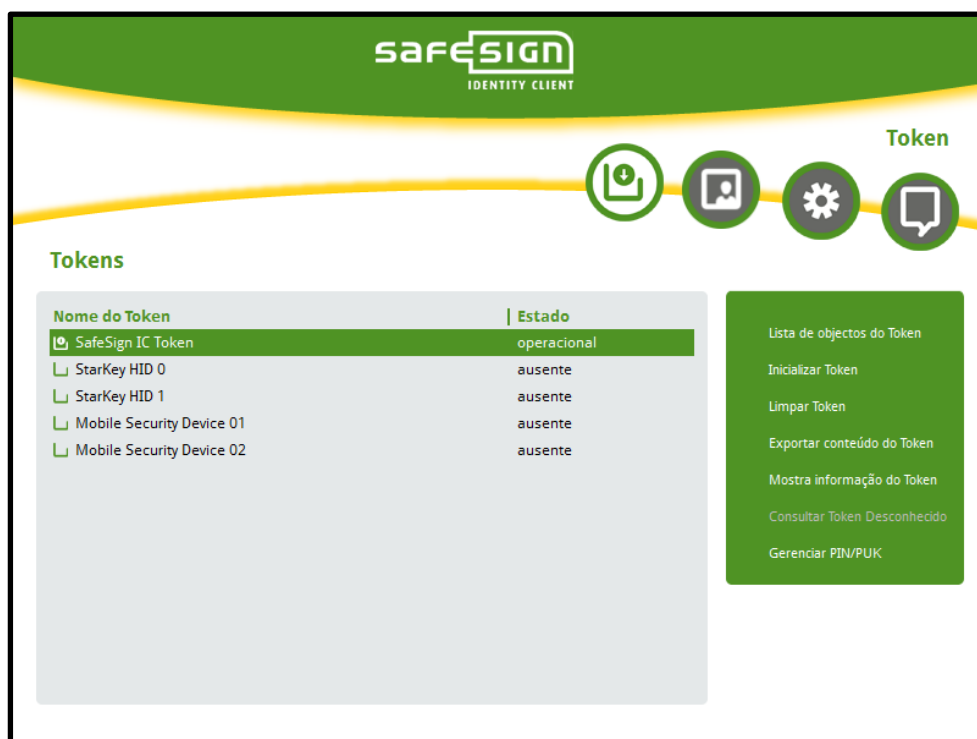 safesign
IDENTITY CLIENT
Token
Tokens
Nome do Token Estado
SafeSign IC Token operacional
StarKey HID 0 ausente
StarKey HID 1 ausente
Mobile Security Device 01 ausente
Mobile Security Device 02 ausente
Lista de objectos do Token
Inicializar Token
Limpar Token
Exportar conteúdo do Token
Mostra informação do Token
Consultar Token Desconhecido
Gerenciar PIN/PUK